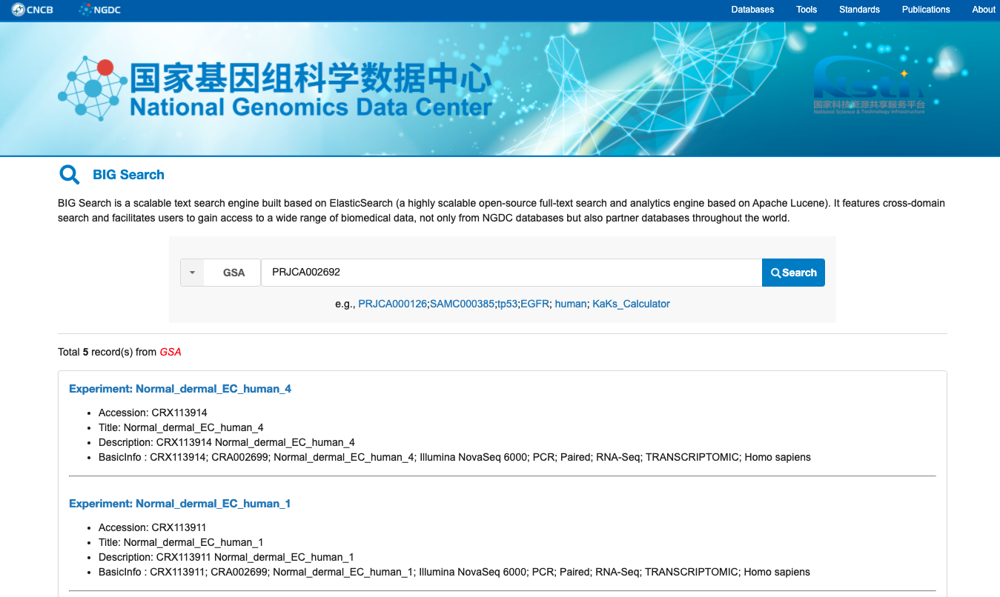 CNCB NGDC Databases Tools Standards Publications About
国家基因组科学数据中心
National Genomics Data Center
Nsti
国家科技资源共享服务平台
National Science & Technology Infrastructure
BIG Search
BIG Search is a scalable text search engine built based on ElasticSearch (a highly scalable open-source full-text search and analytics engine based on Apache Lucene). It features cross-domain
search and facilitates users to gain access to a wide range of biomedical data, not only from NGDC databases but also partner databases throughout the world.
GSA PRJCA002692 Search
e.g., PRJCA000126;SAMC000385;tp53;EGFR; human; KaKs_Calculator
Total 5 record(s) from GSA
Experiment: Normal_dermal_EC_human_4
• Accession: CRX113914
• Title: Normal_dermal_EC_human_4
• Description: CRX113914 Normal_dermal_EC_human_4
• BasicInfo : CRX113914; CRA002699; Normal_dermal_EC_human_4; Illumina NovaSeq 6000; PCR; Paired; RNA-Seq; TRANSCRIPTOMIC; Homo sapiens
Experiment: Normal_dermal_EC_human_1
• Accession: CRX113911
• Title: Normal_dermal_EC_human_1
• Description: CRX113911 Normal_dermal_EC_human_1
• BasicInfo : CRX113911; CRA002699; Normal_dermal_EC_human_1; Illumina NovaSeq 6000; PCR; Paired; RNA-Seq; TRANSCRIPTOMIC; Homo sapiens